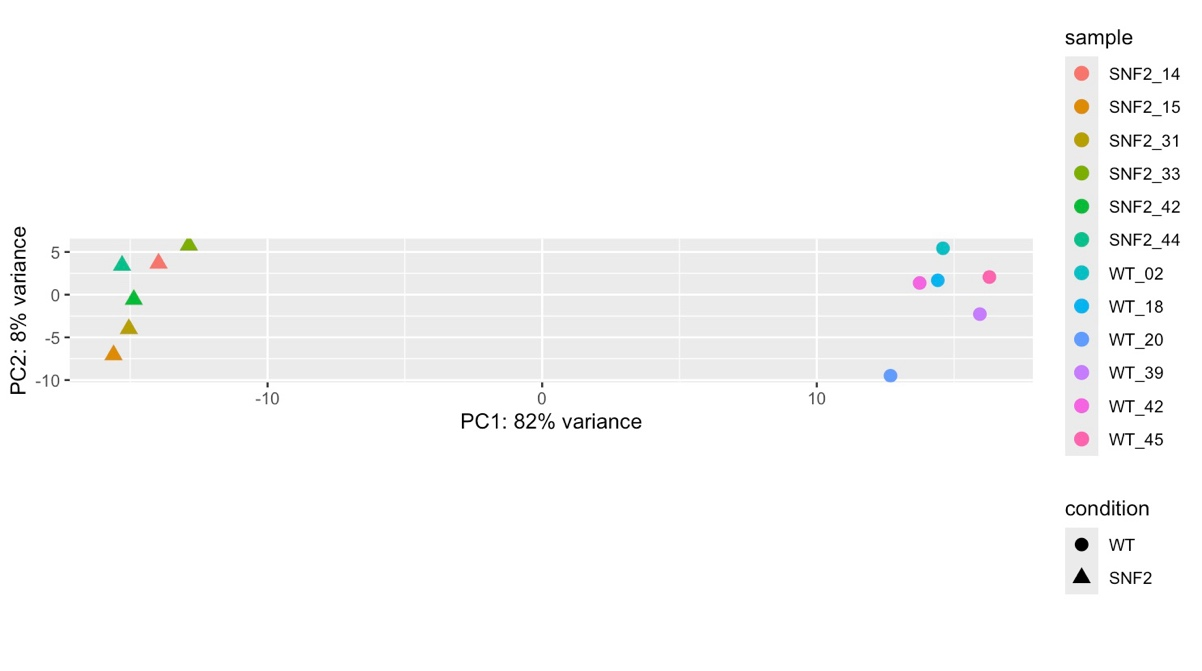 PC2: 8% variance
5
0
-5
-10
-10
0
10
PC1: 82% variance
sample
SNF2_14
SNF2_15
SNF2_31
SNF2_33
SNF2_42
SNF2_44
WT_02
WT_18
WT_20
WT_39
WT_42
WT_45
condition
WT
SNF2